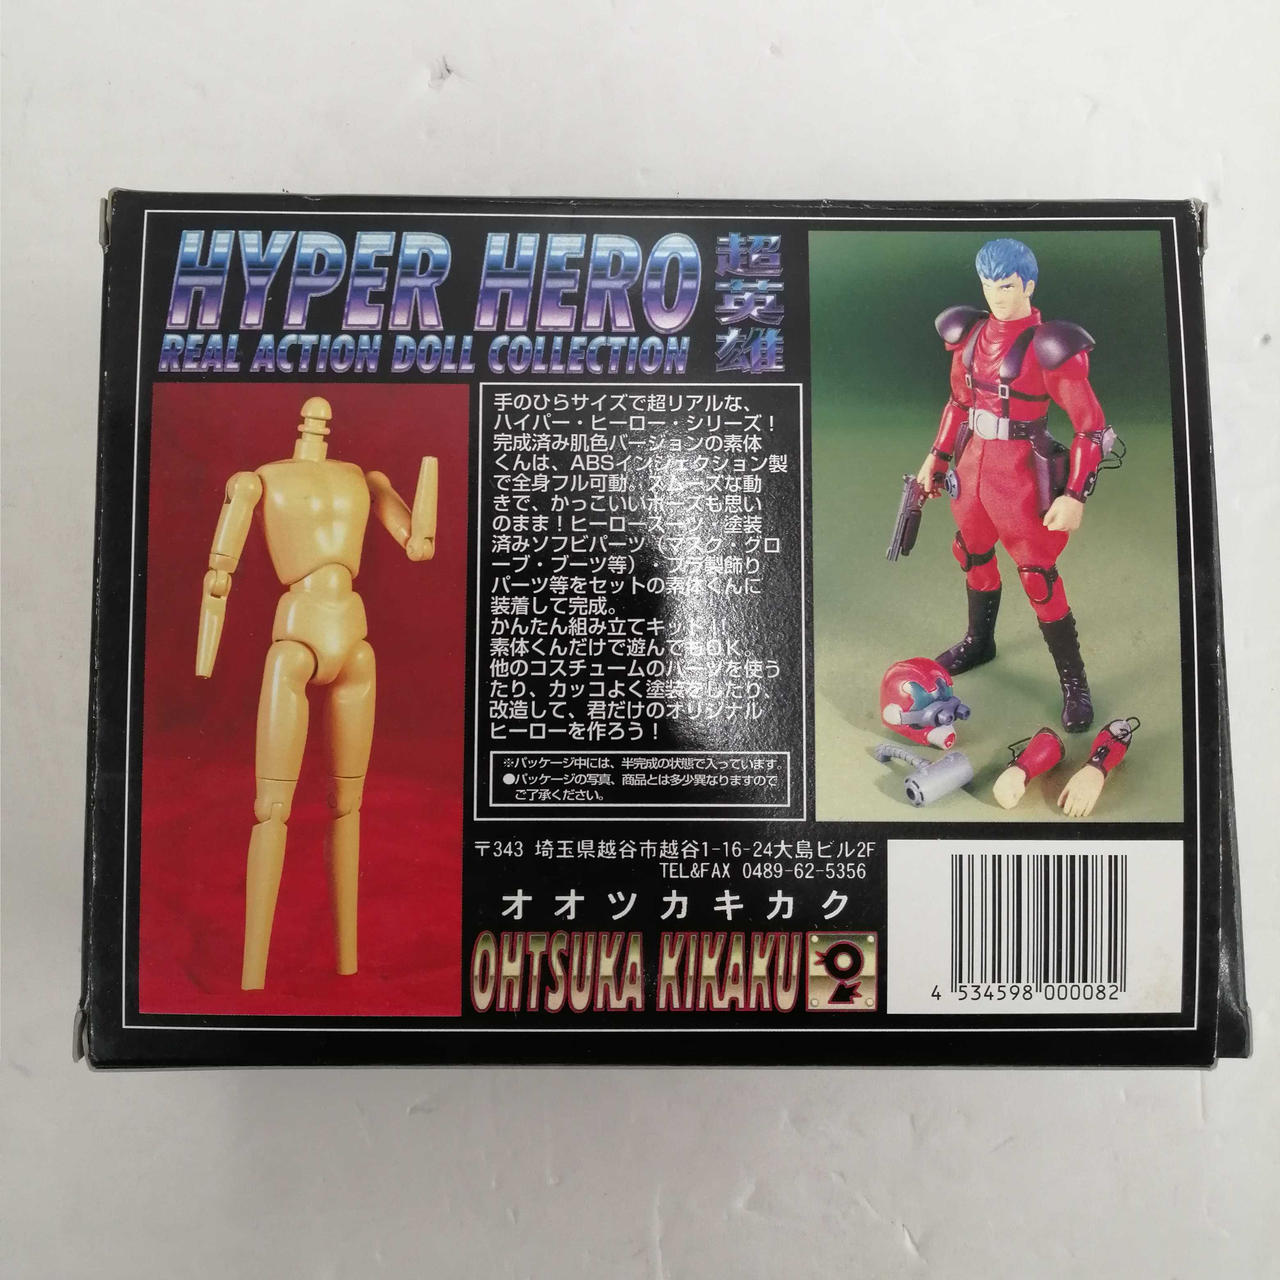 HYPER HERO
超英雄
REAL ACTION DOLL COLLECTION
手のひらサイズで超リアルな、
ハイパー・ヒーロー・シリーズ!
完成済み肌色バージョンの素体
くんは、ABSインジェクション製
で全身フル可動。スムーズな動
きで、かっこいいポーズも思い
のまま!ヒーロースーツ、塗装
済みソフビパーツ(マスク・グロ
ーブ・ブーツ等) プラ製飾り
パーツ等をセットの素体くんに
装着して完成。
かんたん組み立てキット!!
素体くんだけで遊んでもOK。
他のコスチュームのパーツを使う
たり、カッコよく塗装をしたり、
改造して、君だけのオリジナル
ヒーローを作ろう!
※パッケージ中には、半完成の状態で入っています。
●パッケージの写真、商品とは多少異なりますので
ご了承ください。
〒343 埼玉県越谷市越谷1-16-24大島ビル2F
TEL&FAX 0489-62-5356
オオツカキカク
OHTSUKA KIKAKU
4 534598 000082